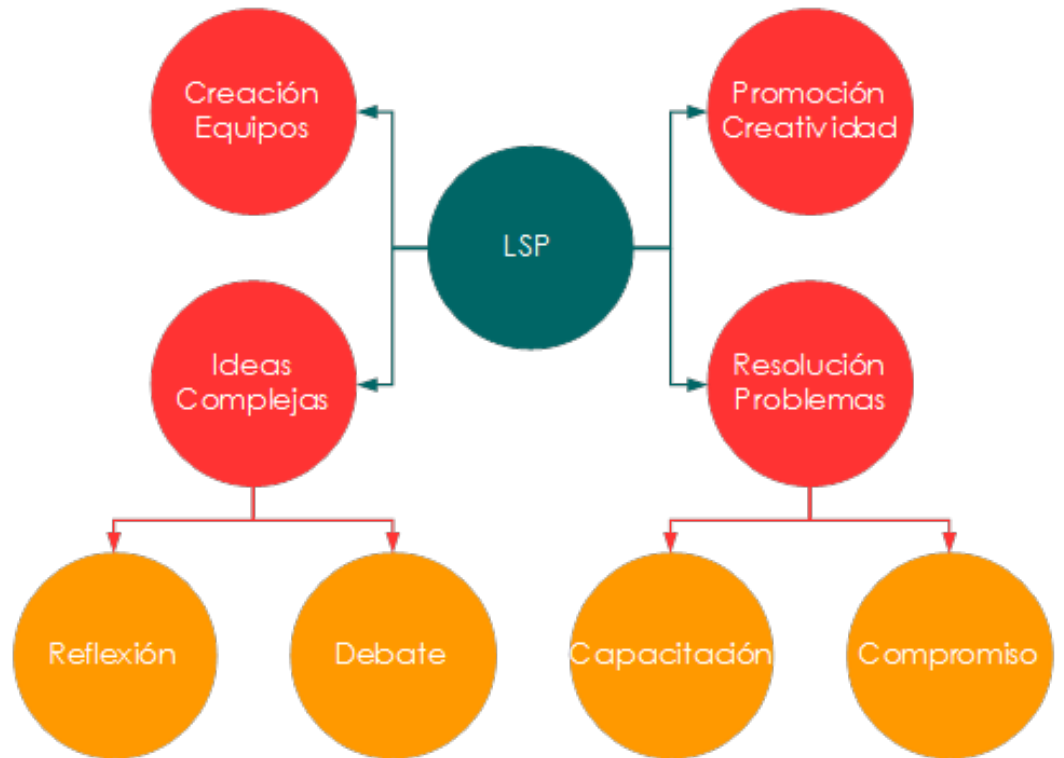 Creación
Equipos
Promoción
Creatividad
LSP
Ideas
Complejas
Resolución
Problemas
Reflexión
Debate
Capacitación
Compromiso